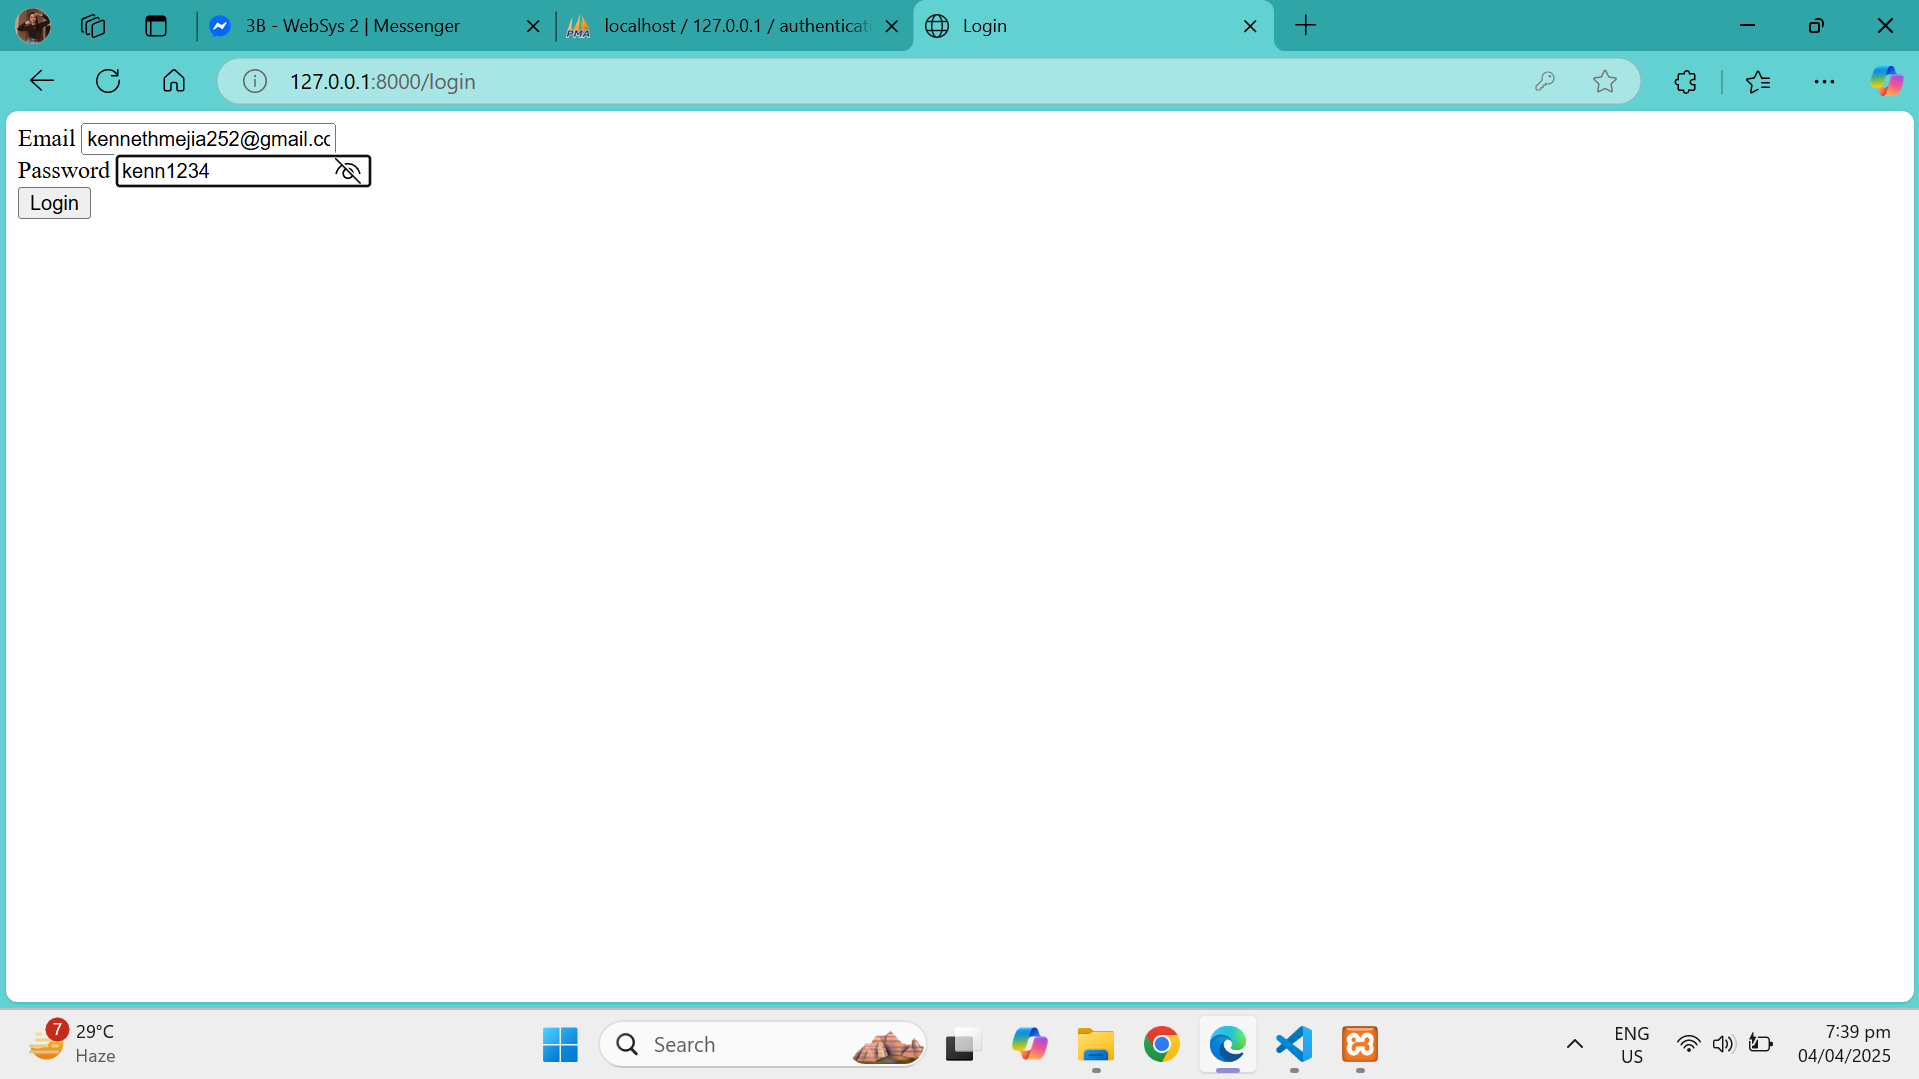 3B - WebSys 2 | Messenger
localhost / 127.0.0.1 / authenticat
Login
127.0.0.1:8000/login
Email kennethmejia252@gmail.cc
Password kenn1234
Login
7
29°C
Haze
Search
ENG
US
7:39 pm
04/04/2025
PMA